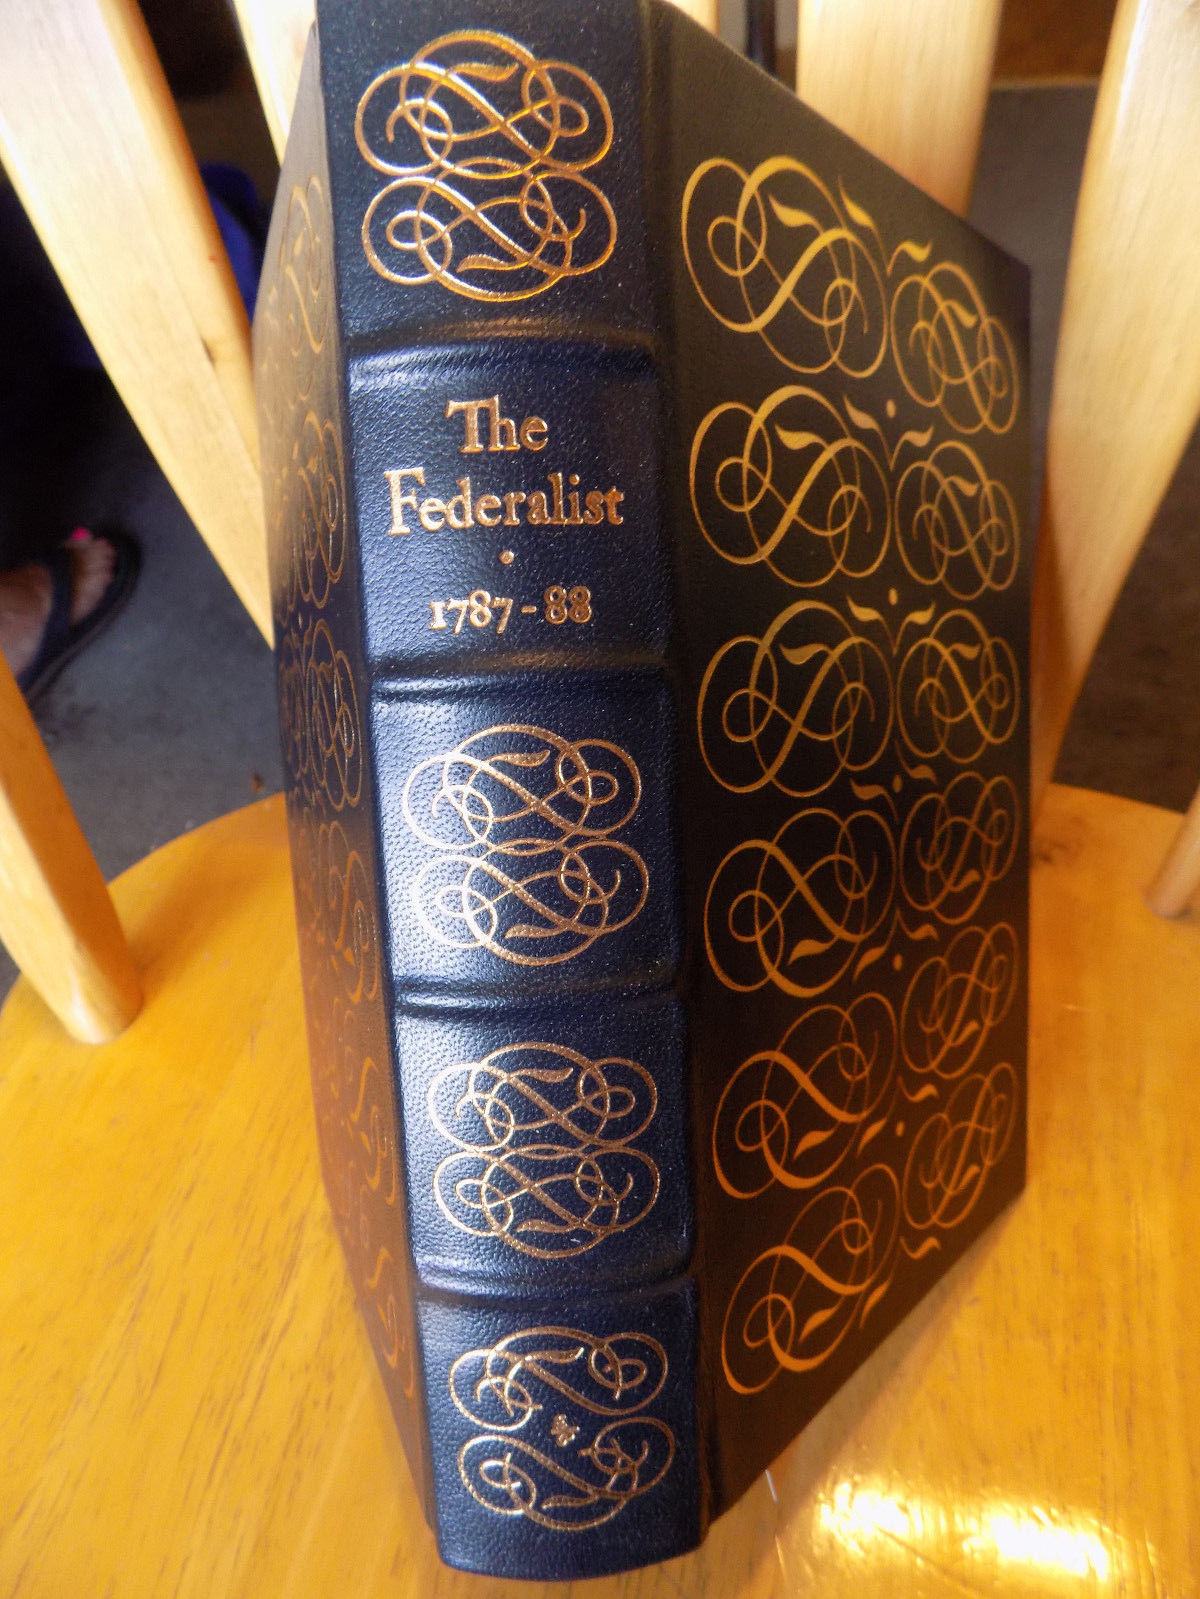 The
Federalist
·
1787-88